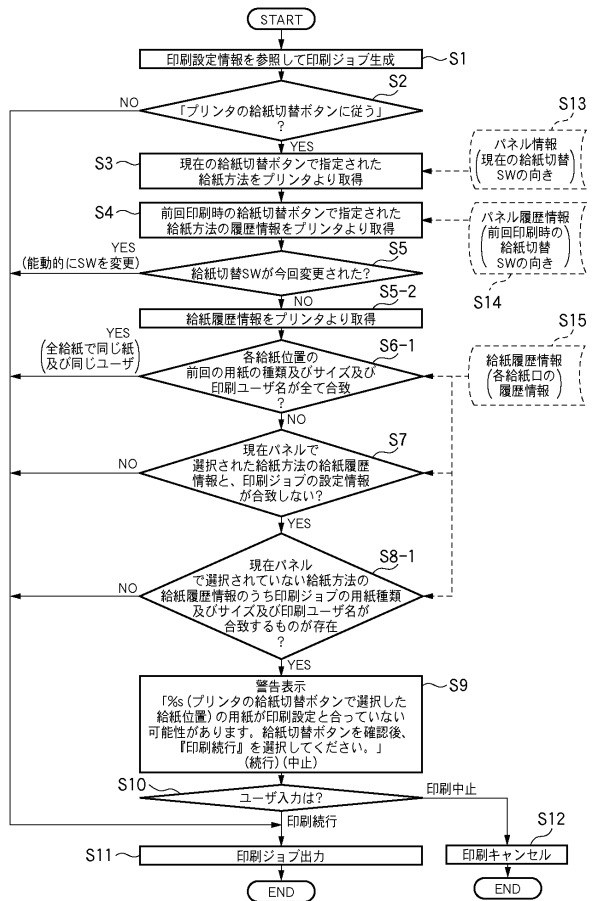 START
印刷設定情報を参照して印刷ジョブ生成
S1
S2
NO
「プリンタの給紙切替ボタンに従う」
?
YES
S13
パネル情報
(現在の給紙切替
SWの向き)
S3
現在の給紙切替ボタンで指定された
給紙方法をプリンタより取得
S4
前回印刷時の給紙切替ボタンで指定された
給紙方法の履歴情報をプリンタより取得
パネル履歴情報
(前回印刷時の
給紙切替
SWの向き)
S14
YES
(能動的にSWを変更)
S5
給紙切替SWが今回変更された?
NO
S5-2
給紙履歴情報をプリンタより取得
S15
給紙履歴情報
(各給紙口の
履歴情報)
YES
(全給紙で同じ紙
及び同じユーザ)
S6-1
各給紙位置の
前回の用紙の種類及びサイズ及び
印刷ユーザ名が全て合致
?
NO
S7
現在パネルで
選択された給紙方法の給紙履歴
情報と、印刷ジョブの設定情報
が合致しない?
NO
YES
S8-1
現在パネル
で選択されていない給紙方法の
給紙履歴情報のうち印刷ジョブの用紙種類
及びサイズ及び印刷ユーザ名が
合致するものが存在
?
NO
YES
S9
警告表示
「%s(プリンタの給紙切替ボタンで選択した
給紙位置)の用紙が印刷設定と合っていない
可能性があります。給紙切替ボタンを確認後、
『印刷続行』を選択してください。」
(続行)(中止)
S10
ユーザ入力は?
印刷中止
印刷続行
S11
印刷ジョブ出力
S12
印刷キャンセル
END
END